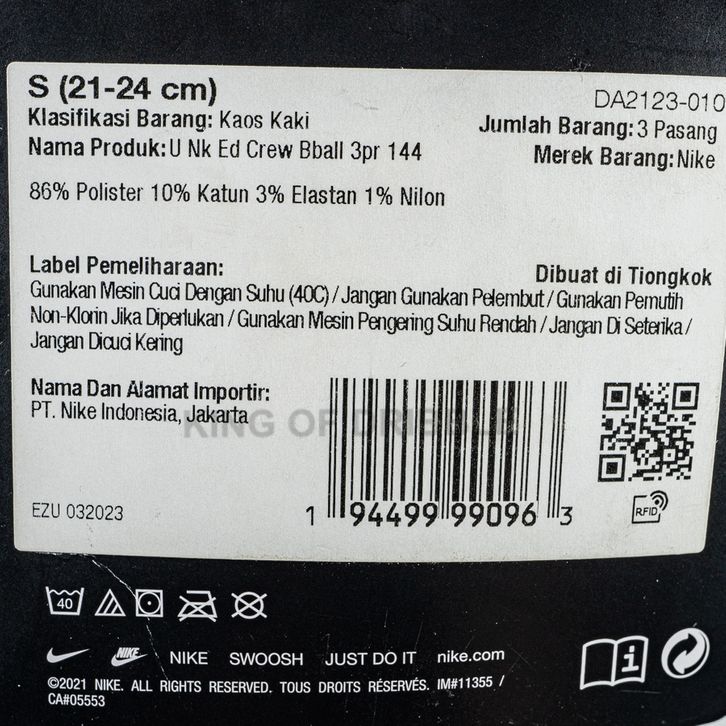 S (21-24 cm)
DA2123-010
Klasifikasi Barang: Kaos Kaki
Jumlah Barang: 3 Pasang
Nama Produk: U Nk Ed Crew Bball 3pr 144
Merek Barang: Nike
86% Polister 10% Katun 3% Elastan 1% Nilon
Label Pemeliharaan:
Dibuat di Tiongkok
Gunakan Mesin Cuci Dengan Suhu (40C) / Jangan Gunakan Pelembut / Gunakan Pemutih
Non-Klorin Jika Diperlukan / Gunakan Mesin Pengering Suhu Rendah / Jangan Di Seterika /
Jangan Dicuci Kering
Nama Dan Alamat Importir:
PT. Nike Indonesia, Jakarta
KING OF DRIBBLE
EZU 032023
1 94499 99096 3
RFID
40
NIKE NIKE SWOOSH JUST DO IT nike.com
©2021 NIKE. ALL RIGHTS RESERVED. TOUS DROITS RÉSERVÉS. IM#11355 /
CA#05553